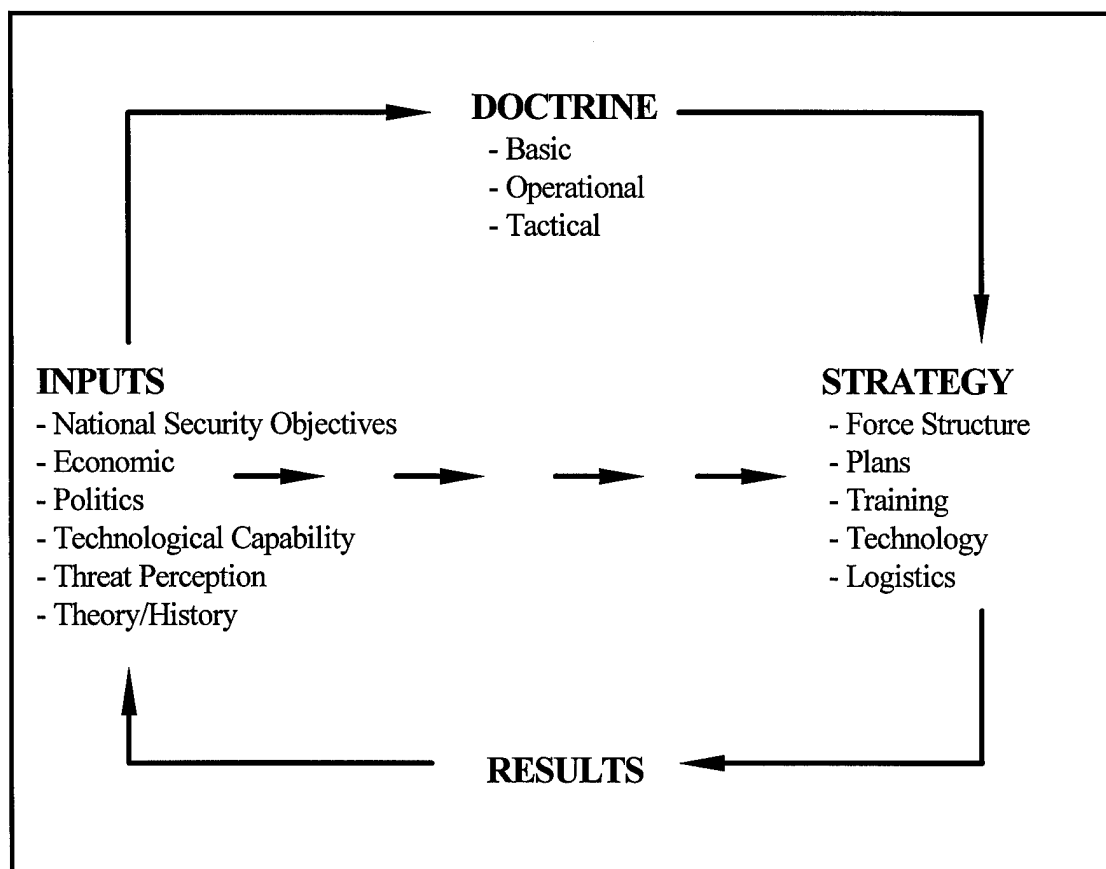 DOCTRINE
- Basic
- Operational
- Tactical
INPUTS
- National Security Objectives
- Economic
- Politics
- Technological Capability
- Threat Perception
- Theory/History
STRATEGY
- Force Structure
- Plans
- Training
- Technology
- Logistics
RESULTS